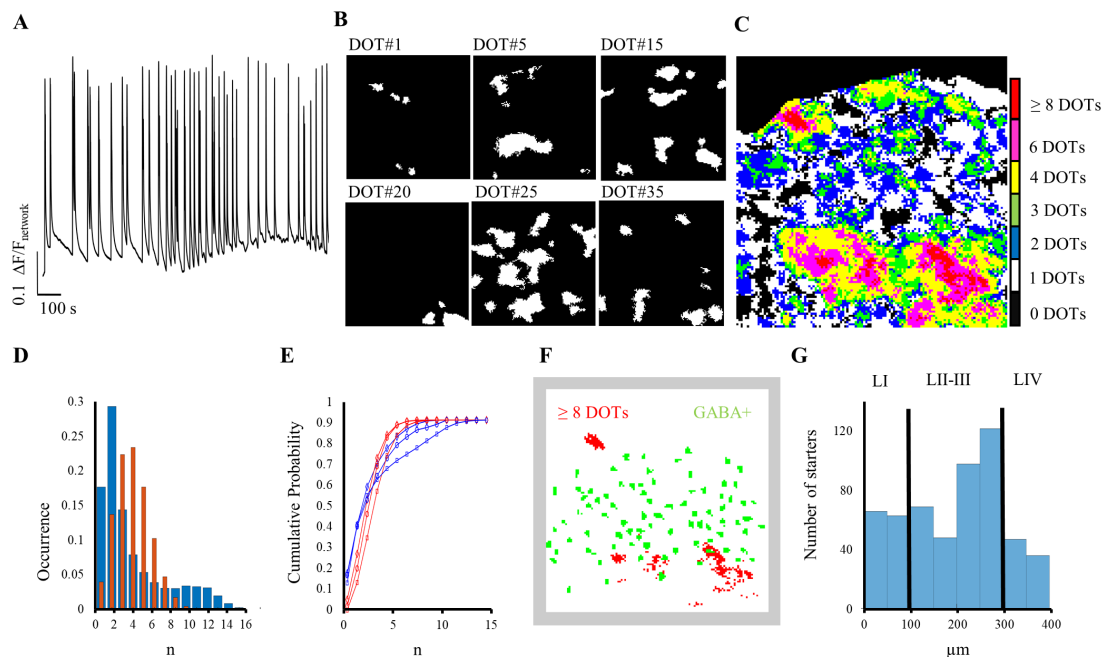 A
0.1 ΔF/Fnetwork
100 s
B
DOT#1
DOT#5
DOT#15
DOT#20
DOT#25
DOT#35
C
≥ 8 DOTs
6 DOTs
4 DOTs
3 DOTs
2 DOTs
1 DOTs
0 DOTs
D
Occurrence
0.3
0.25
0.2
0.15
0.1
0.05
0
0 2 4 6 8 10 12 14 16
n
E
Cumulative Probability
1
0.9
0.8
0.7
0.6
0.5
0.4
0.3
0.2
0.1
0
0 5 10 15
n
F
≥ 8 DOTs
GABA+
G
LI LII-III LIV
Number of starters
120
80
40
0
0 100 200 300 400
µm